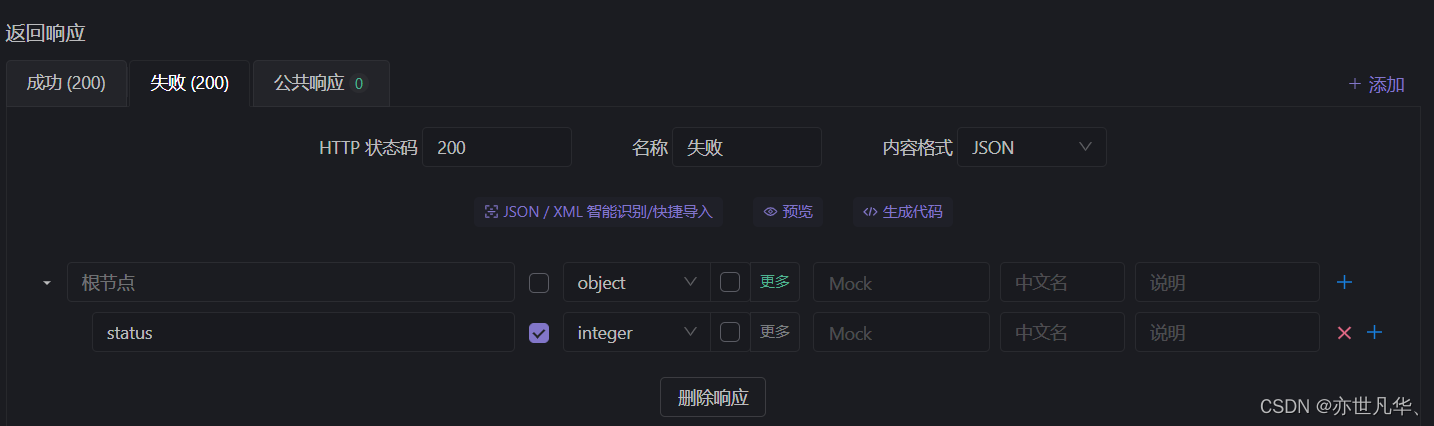 返回响应
成功 (200) 失败 (200) 公共响应 0 + 添加
HTTP 状态码 200 名称 失败 内容格式 JSON
JSON / XML 智能识别/快捷导入 预览 生成代码
根节点 object 更多 Mock 中文名 说明
status integer 更多 Mock 中文名 说明
删除响应
CSDN @亦世凡华、